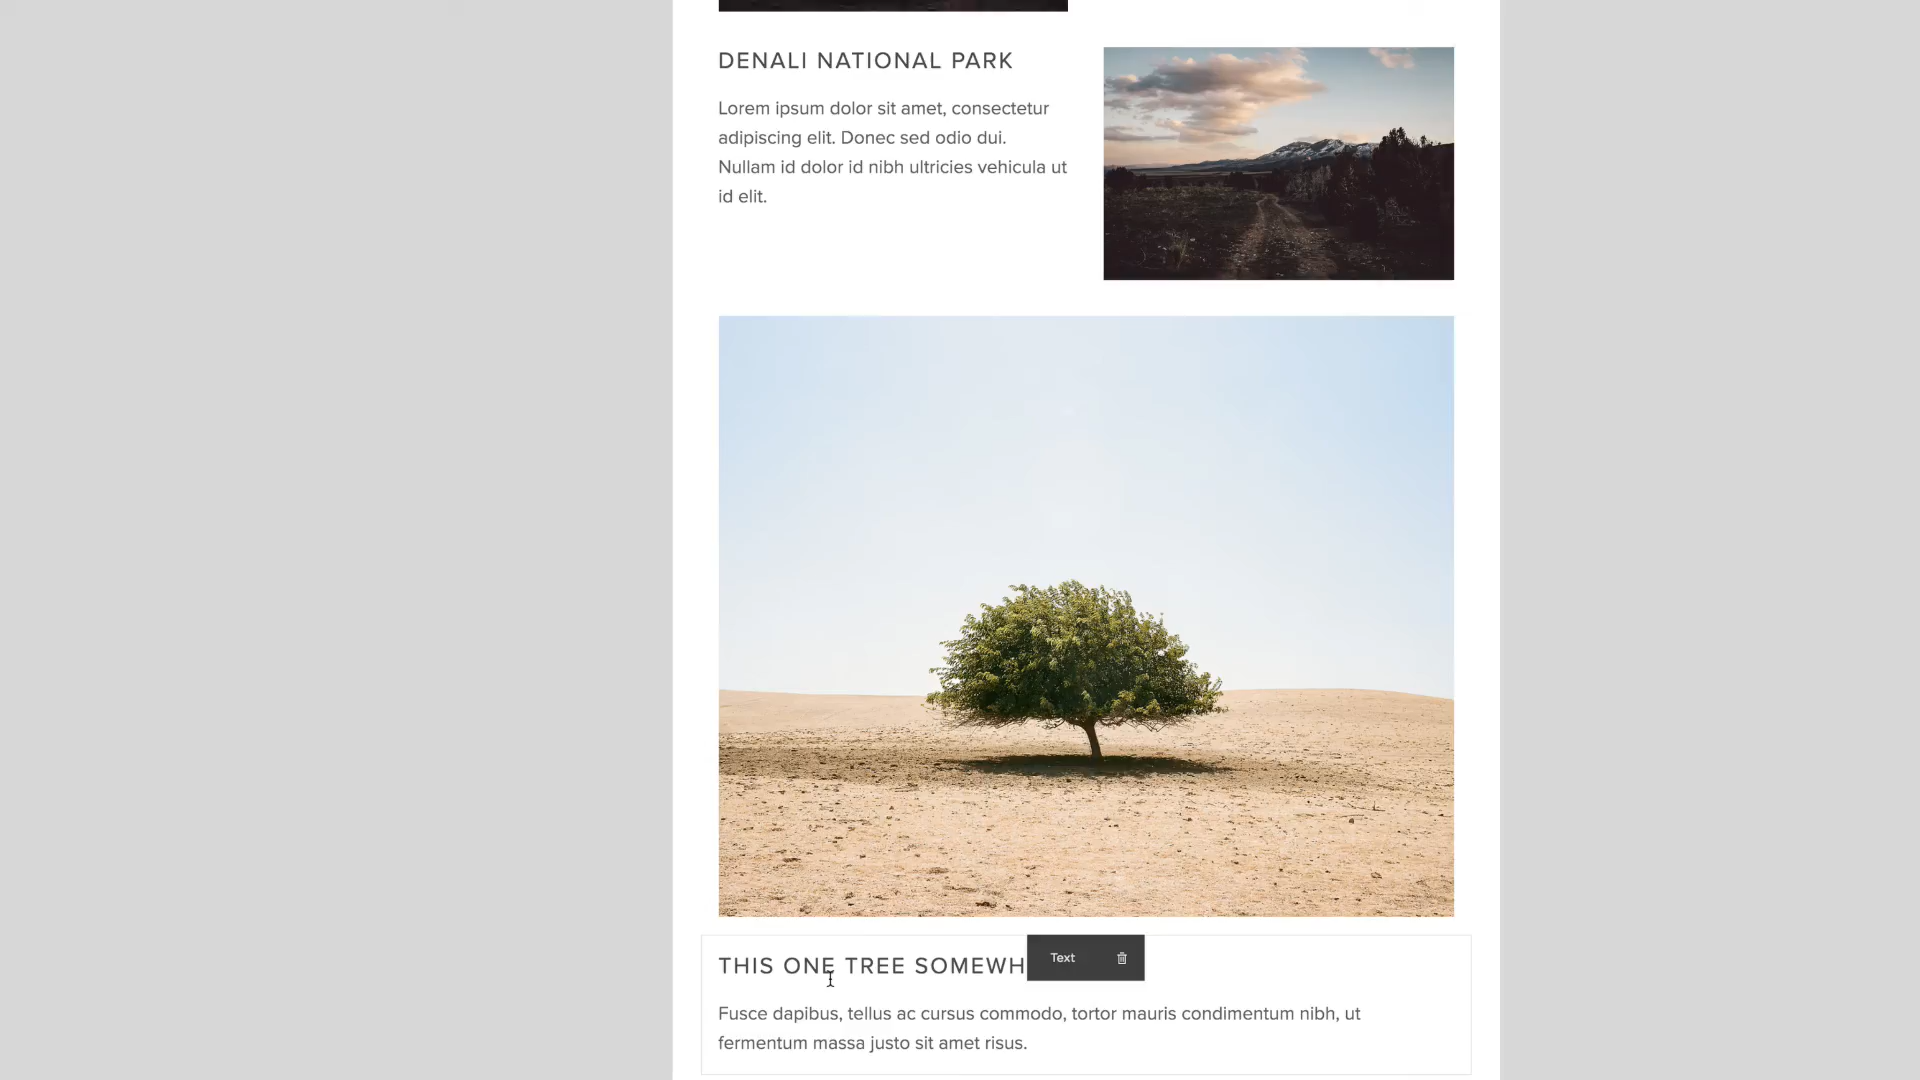 DENALI NATIONAL PARK
Lorem ipsum dolor sit amet, consectetur
adipiscing elit. Donec sed odio dui.
Nullam id dolor id nibh ultricies vehicula ut
id elit.
THIS ONE TREE SOMEWH
Text
Fusce dapibus, tellus ac cursus commodo, tortor mauris condimentum nibh, ut
fermentum massa justo sit amet risus.